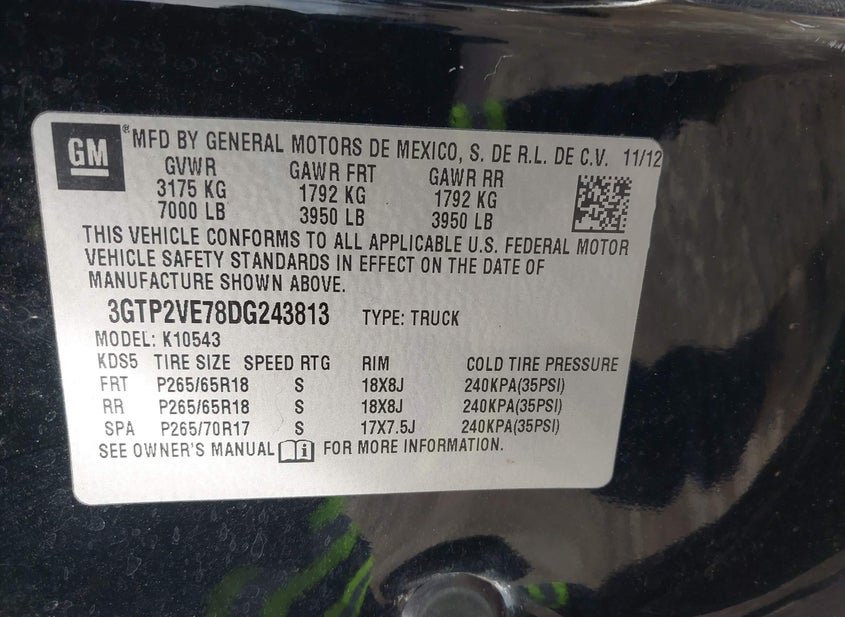 GM ® MFD BY GENERAL MOTORS DE MEXICO, S. DE R.L. DE C.V. 11/12
GVWR GAWR FRT GAWR RR
3175 KG 1792 KG 1792 KG
7000 LB 3950 LB 3950 LB
THIS VEHICLE CONFORMS TO ALL APPLICABLE U.S. FEDERAL MOTOR
VEHICLE SAFETY STANDARDS IN EFFECT ON THE DATE OF
MANUFACTURE SHOWN ABOVE.
3GTP2VE78DG243813 TYPE: TRUCK
MODEL: K10543
KDS5 TIRE SIZE SPEED RTG RIM COLD TIRE PRESSURE
FRT P265/65R18 S 18X8J 240KPA(35PSI)
RR P265/65R18 S 18X8J 240KPA(35PSI)
SPA P265/70R17 S 17X7.5J 240KPA(35PSI)
SEE OWNER'S MANUAL FOR MORE INFORMATION.